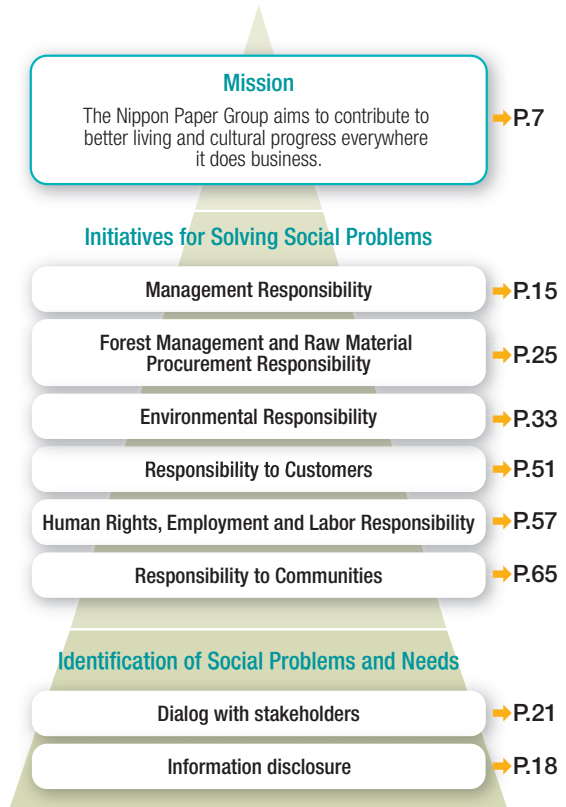 Mission
The Nippon Paper Group aims to contribute to
better living and cultural progress everywhere
it does business.
P.7
Initiatives for Solving Social Problems
Management Responsibility
P.15
Forest Management and Raw Material
Procurement Responsibility
P.25
Environmental Responsibility
P.33
Responsibility to Customers
P.51
Human Rights, Employment and Labor Responsibility
P.57
Responsibility to Communities
P.65
Identification of Social Problems and Needs
Dialog with stakeholders
P.21
Information disclosure
P.18